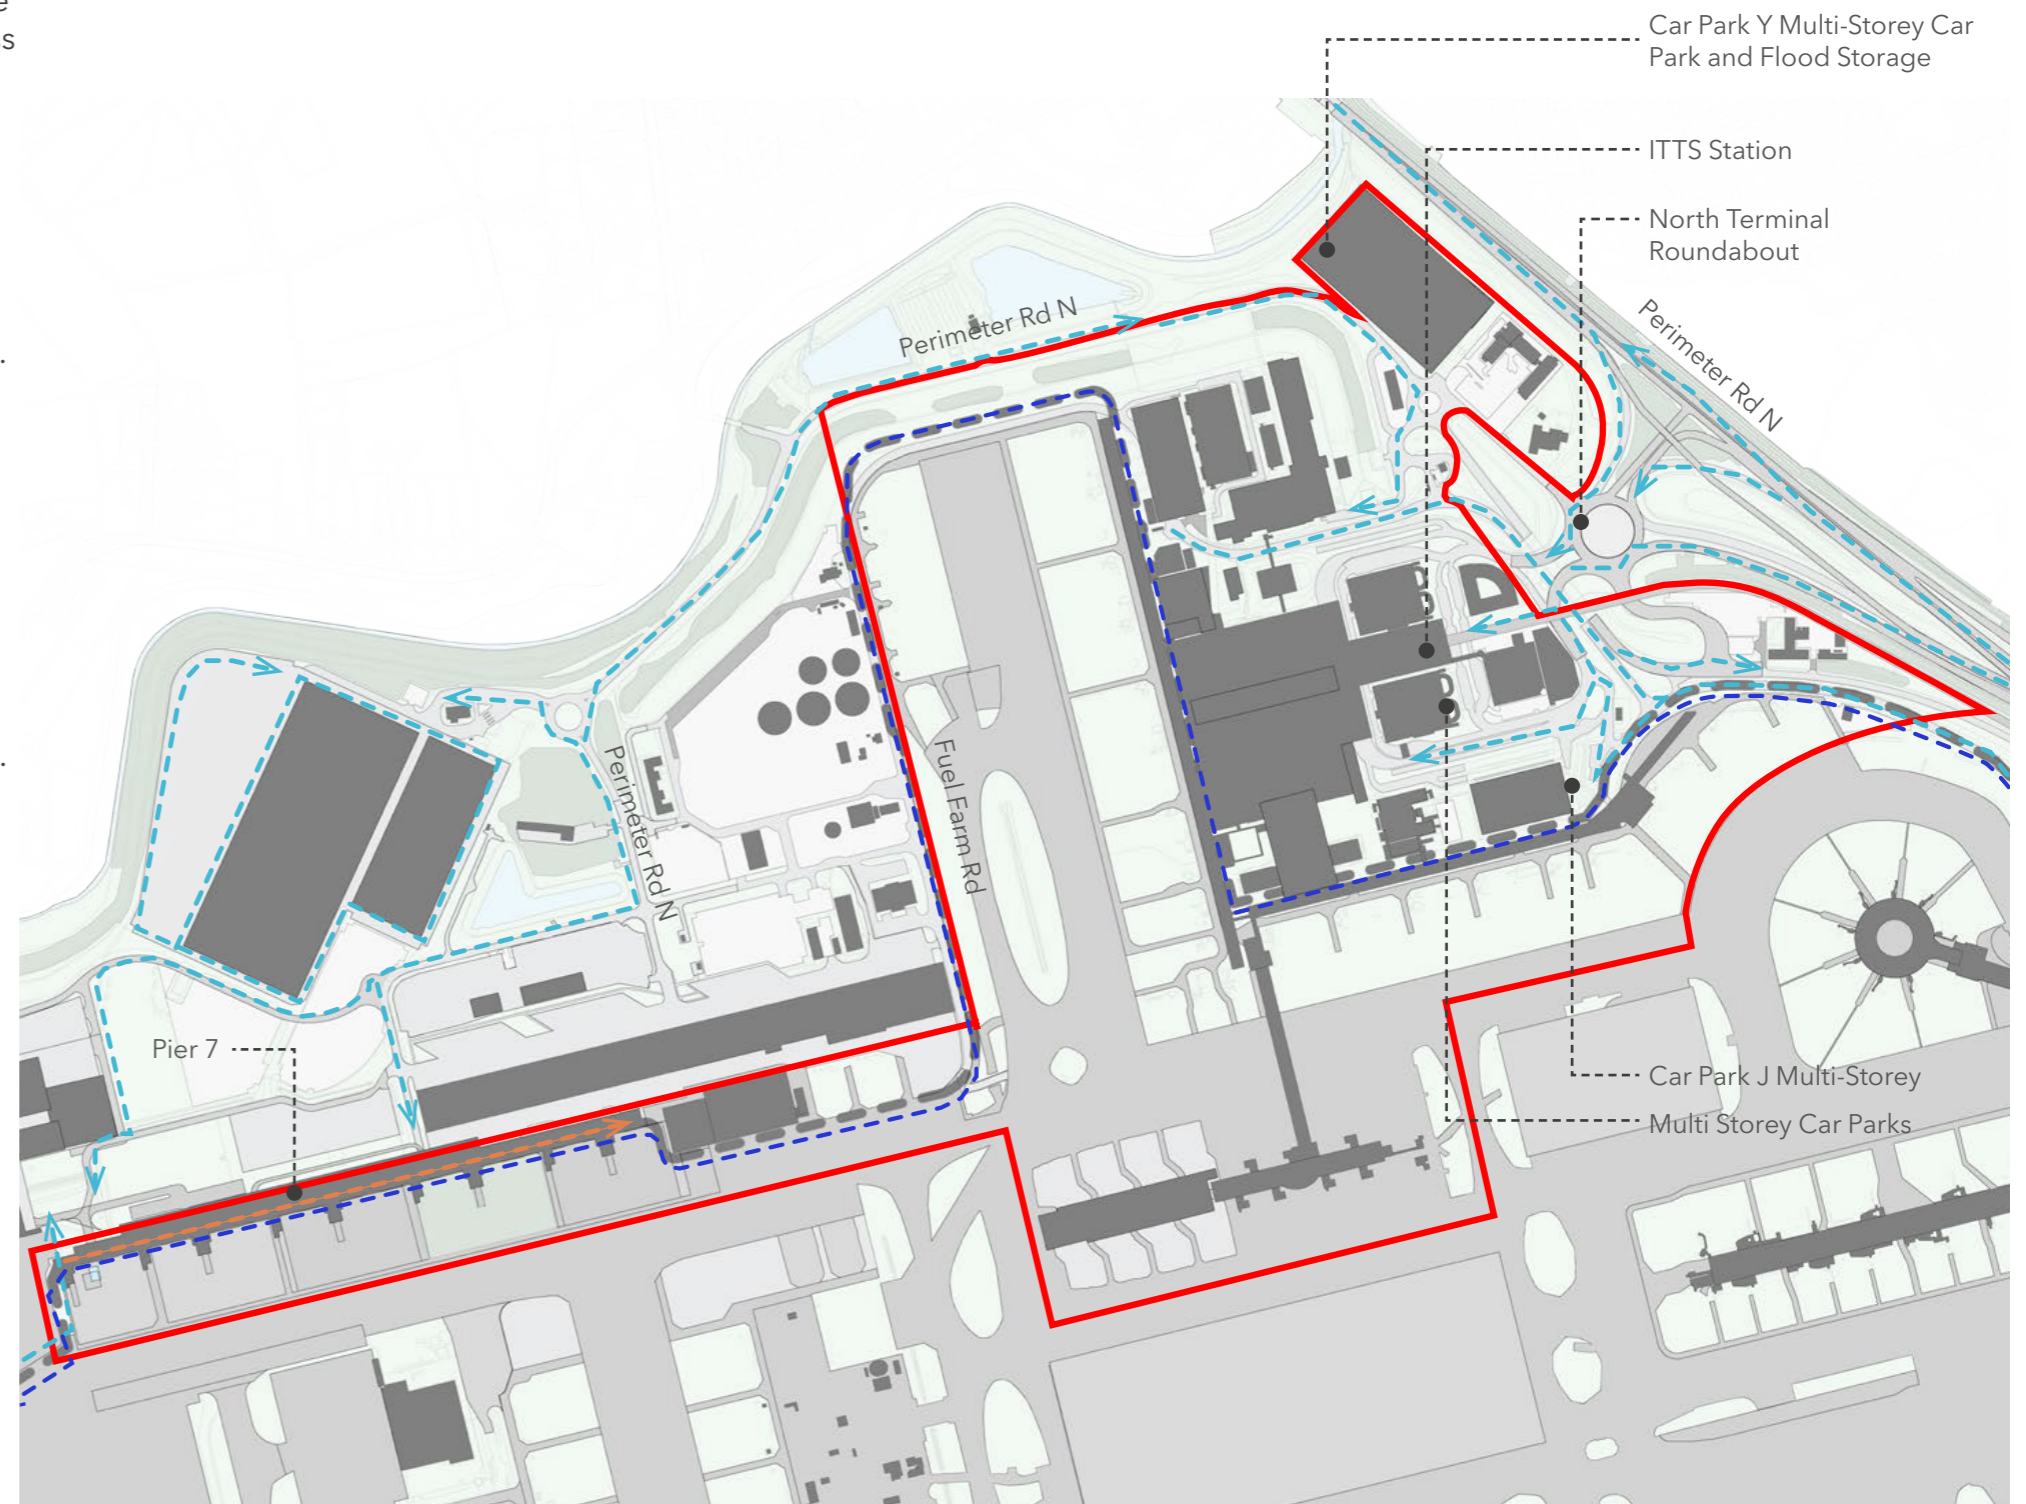 Car Park Y Multi-Storey Car
Park and Flood Storage
ITTS Station
North Terminal
Roundabout
Perimeter Rd N
Perimeter Rd N
Perimeter Rd N
Fuel Farm Rd
Pier 7
Car Park J Multi-Storey
Multi Storey Car Parks